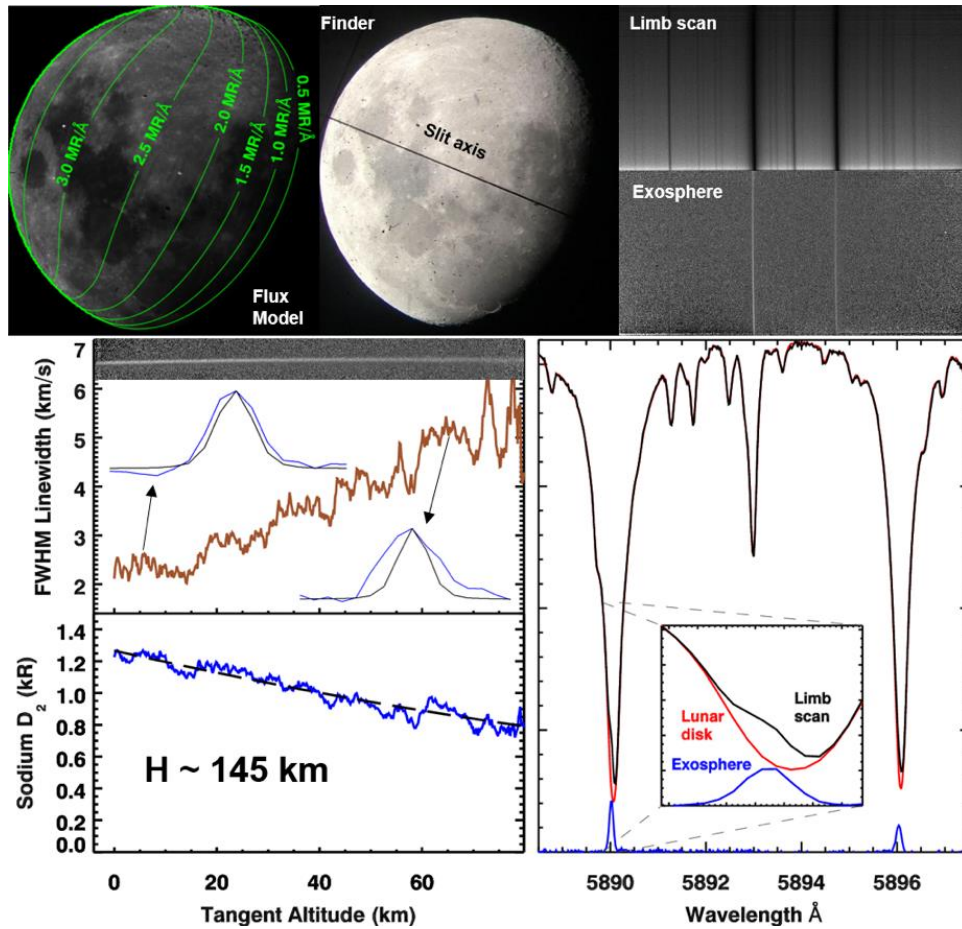 Finder
Limb scan
0.5 MR/Å
1.0 MR/Å
1.5 MR/Å
2.0 MR/Å
2.5 MR/Å
3.0 MR/Å
Slit axis
Exosphere
Flux
Model
FWHM Linewidth (km/s)
7
6
5
4
3
2
Sodium D2 (kR)
1.4
1.2
1.0
0.8
0.6
0.4
0.2
0.0
H ~ 145 km
0
20
40
60
Tangent Altitude (km)
Lunar
disk
Limb
scan
Exosphere
5890
5892
5894
5896
Wavelength Å